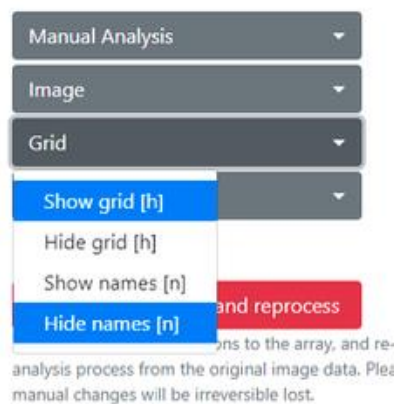 Manual Analysis
Image
Grid
Show grid [h]
Hide grid [h]
Show names [n]
Hide names [n]
and reprocess
ons to the array, and re-
analysis process from the original image data. Plea
manual changes will be irreversible lost.